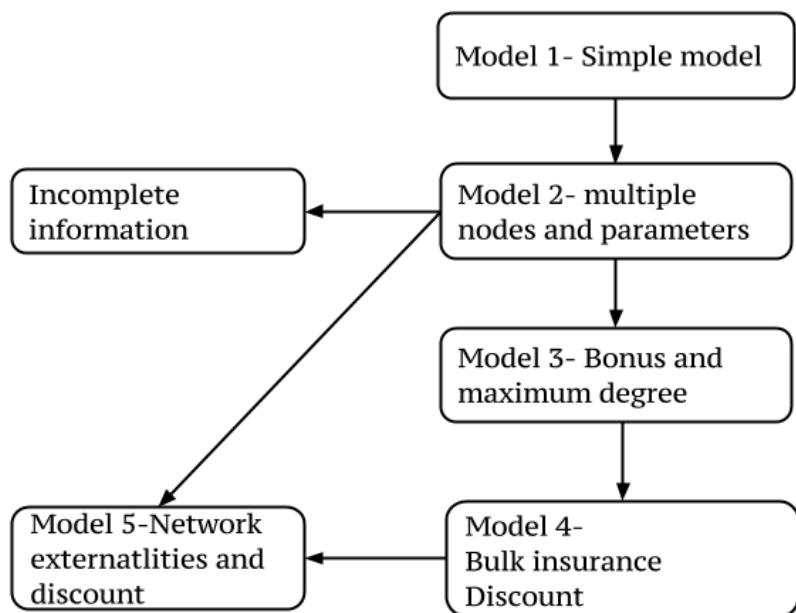 Model 1- Simple model
Incomplete
information
Model 2- multiple
nodes and parameters
Model 3- Bonus and
maximum degree
Model 5-Network
externatlities and
discount
Model 4-
Bulk insurance
Discount